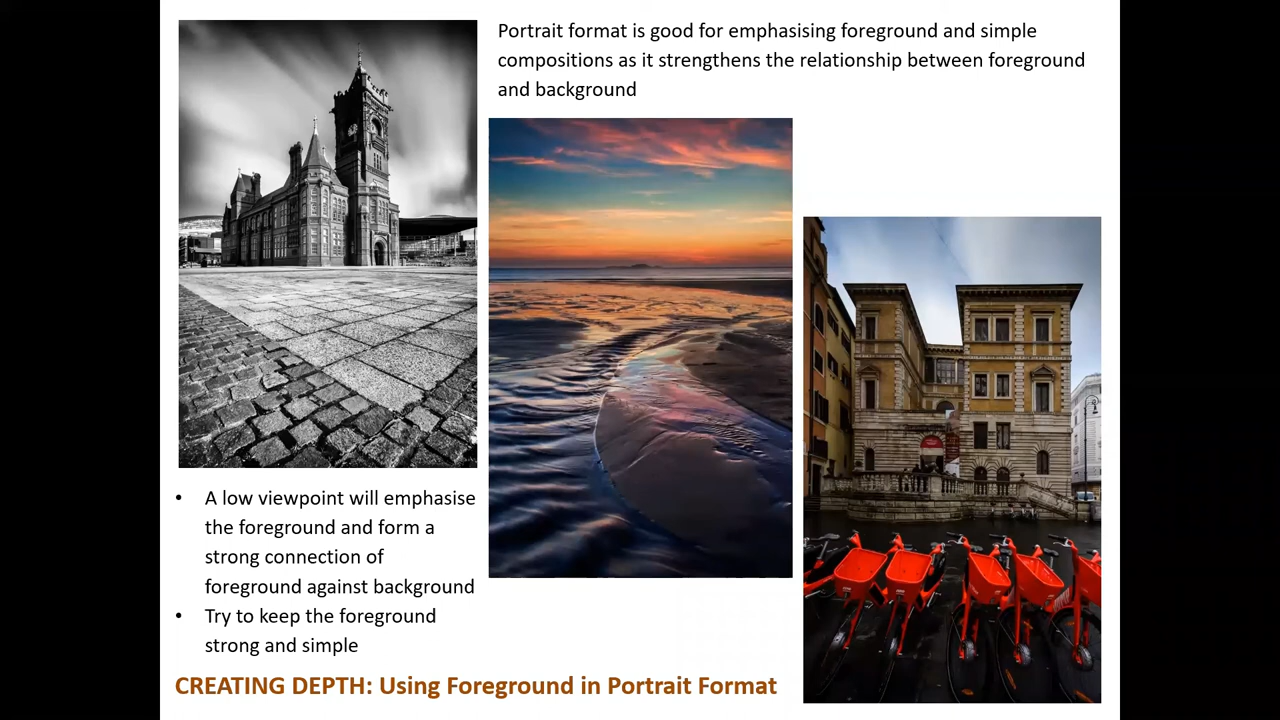 Portrait format is good for emphasising foreground and simple
compositions as it strengthens the relationship between foreground
and background
• A low viewpoint will emphasise
the foreground and form a
strong connection of
foreground against background
• Try to keep the foreground
strong and simple
CREATING DEPTH: Using Foreground in Portrait Format